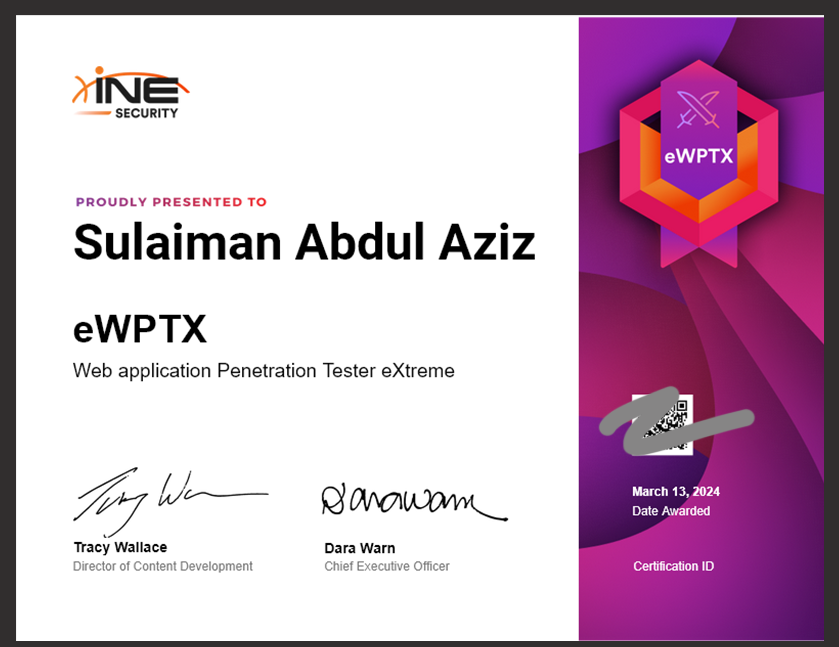 INE
SECURITY
PROUDLY PRESENTED TO
Sulaiman Abdul Aziz
eWPTX
Web application Penetration Tester eXtreme
Tracy Wallace
Director of Content Development
Dara Warn
Chief Executive Officer
eWPTX
March 13, 2024
Date Awarded
Certification ID